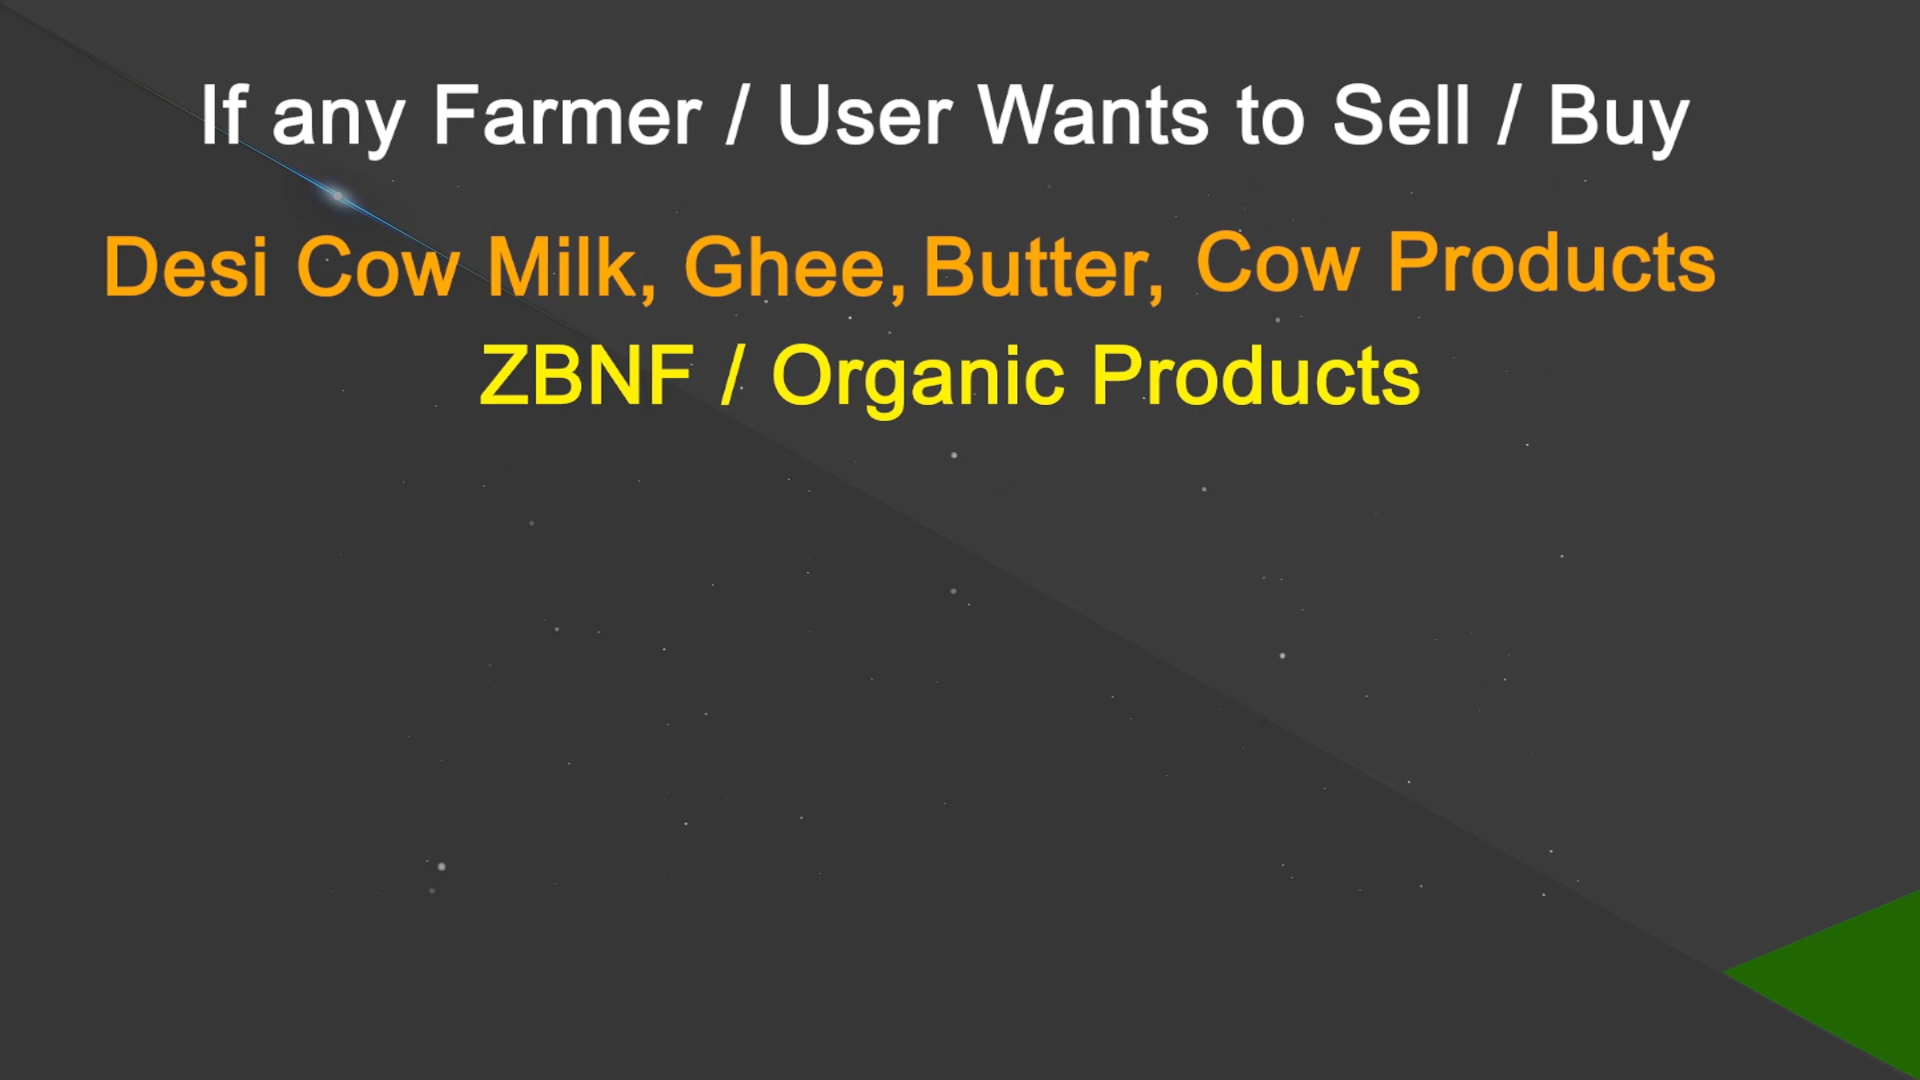 If any Farmer / User Wants to Sell / Buy
Desi Cow Milk, Ghee, Butter, Cow Products
ZBNF / Organic Products